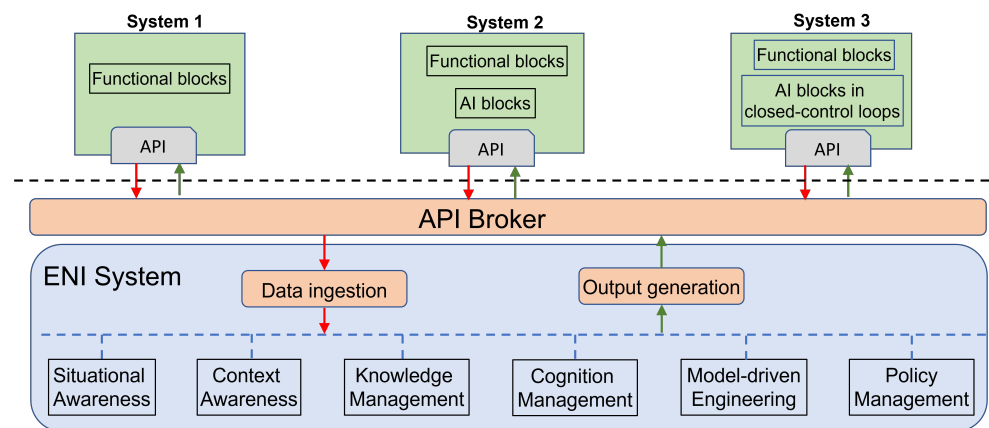 System 1
System 2
System 3
Functional blocks
Functional blocks
AI blocks
Functional blocks
AI blocks in
closed-control loops
API
API
API
API Broker
ENI System
Data ingestion
Output generation
Situational
Awareness
Context
Awareness
Knowledge
Management
Cognition
Management
Model-driven
Engineering
Policy
Management